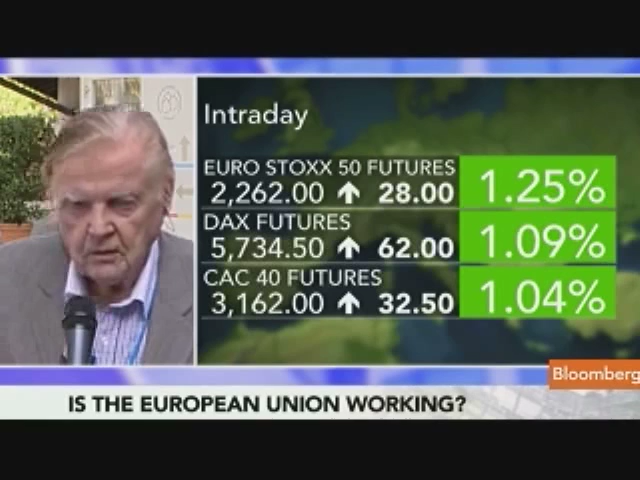 Intraday
EURO STOXX 50 FUTURES
2,262.00 ↑ 28.00 1.25%
DAX FUTURES
5,734.50 ↑ 62.00 1.09%
CAC 40 FUTURES
3,162.00 ↑ 32.50 1.04%
Bloomberg
IS THE EUROPEAN UNION WORKING?